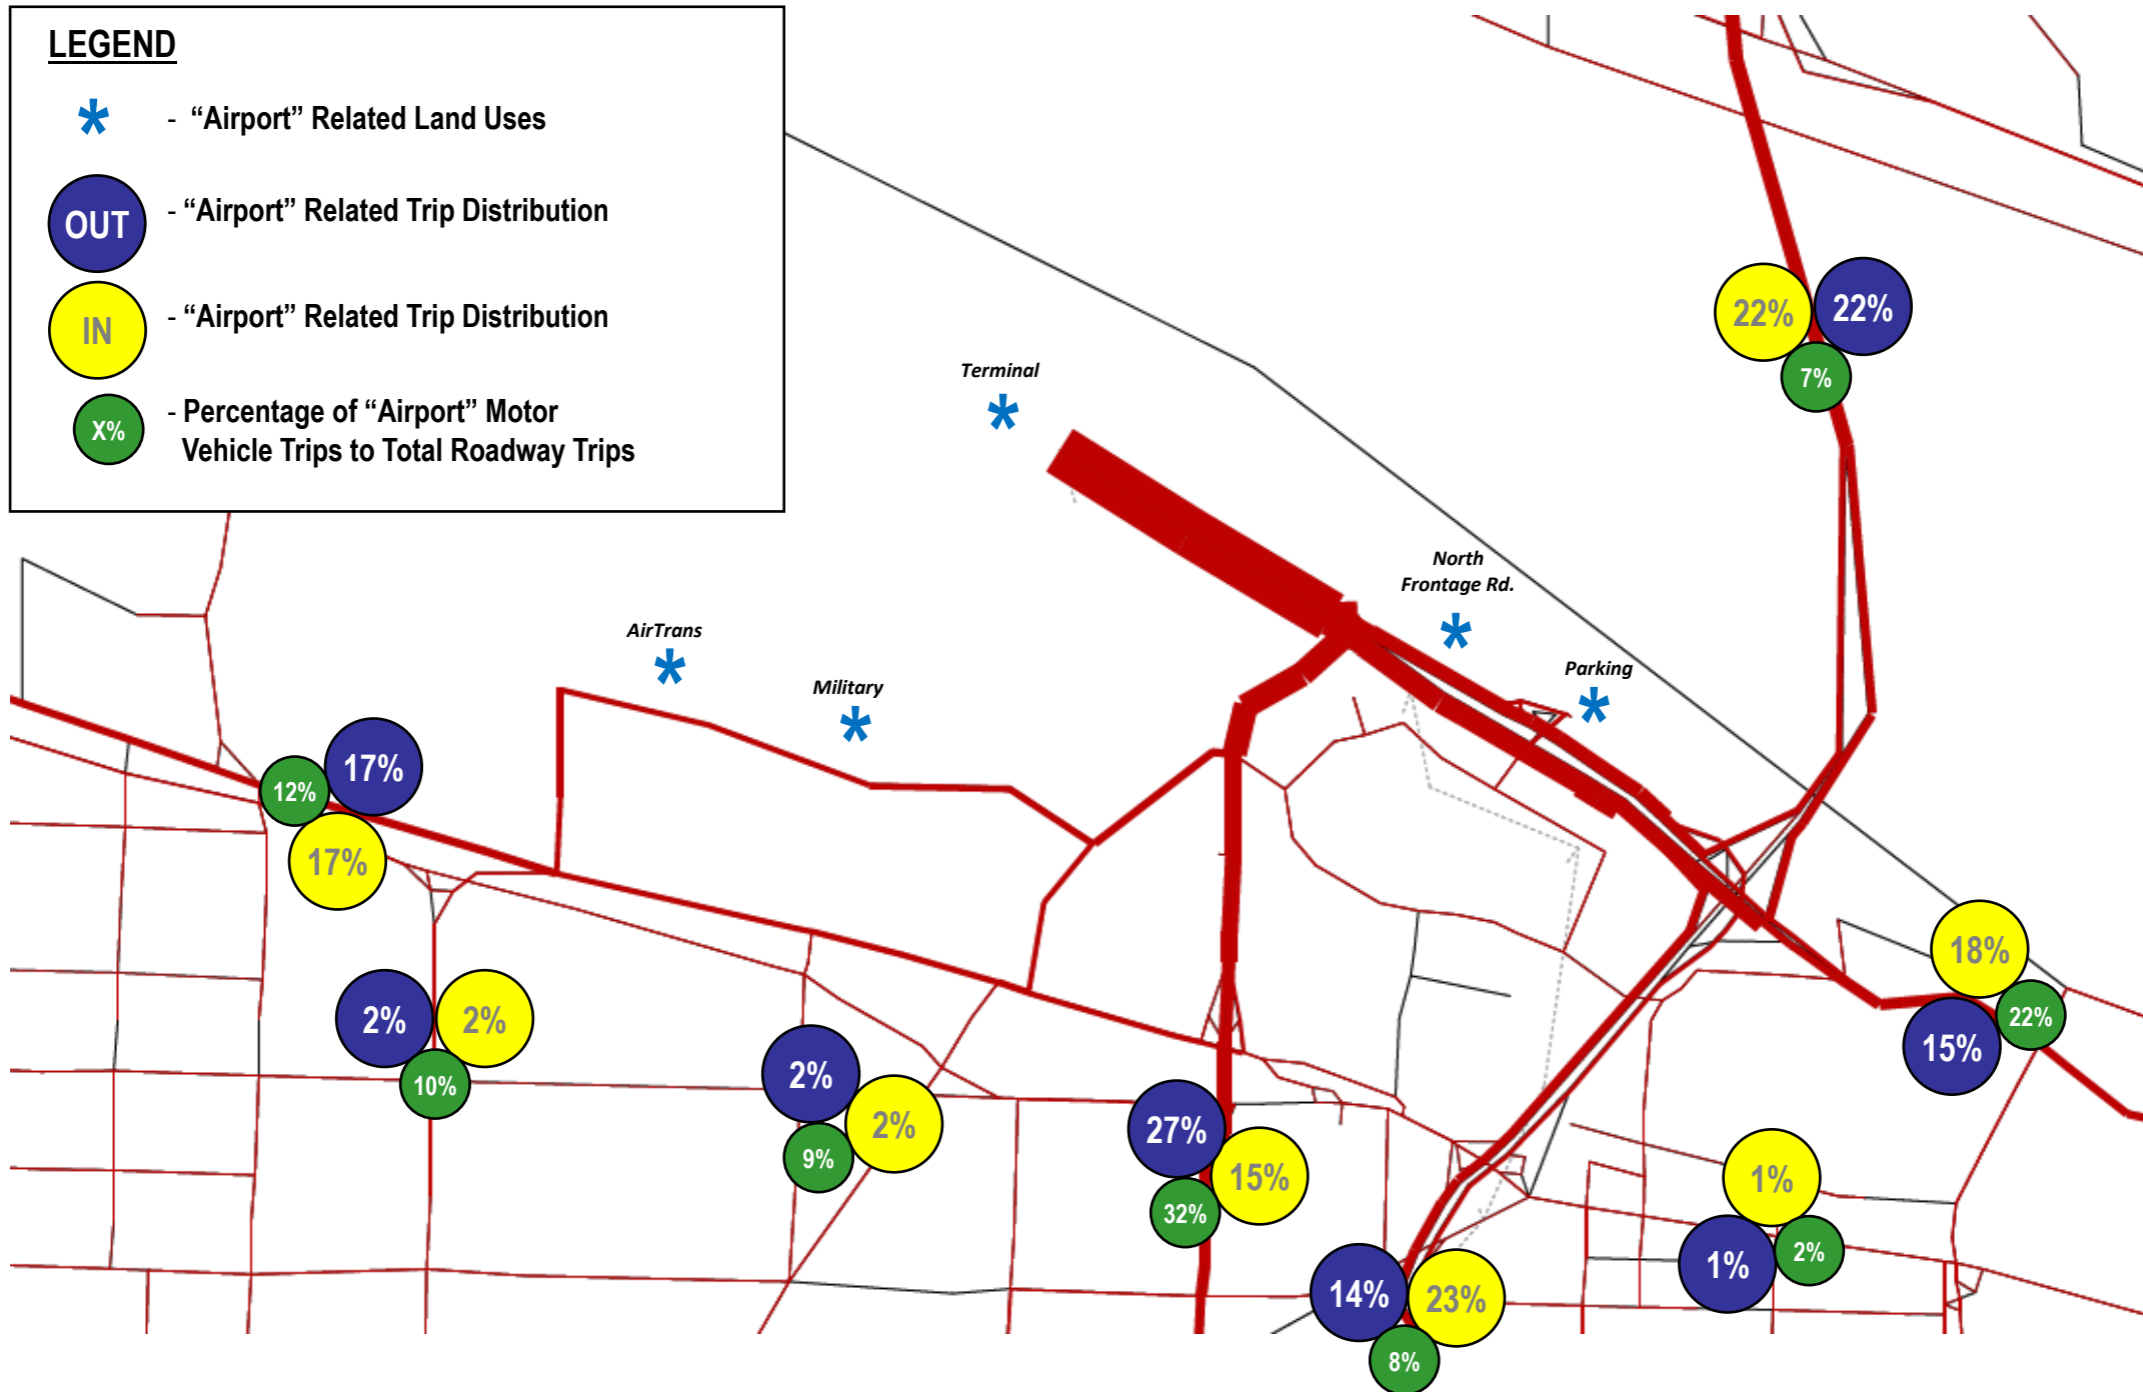 LEGEND
- “Airport” Related Land Uses
OUT
- “Airport” Related Trip Distribution
IN
- “Airport” Related Trip Distribution
X%
- Percentage of “Airport” Motor
Vehicle Trips to Total Roadway Trips
22%
22%
7%
Terminal
North
Frontage Rd.
AirTrans
Parking
Military
17%
12%
17%
18%
22%
15%
2%
2%
10%
2%
2%
9%
27%
15%
32%
1%
1%
2%
14%
23%
8%